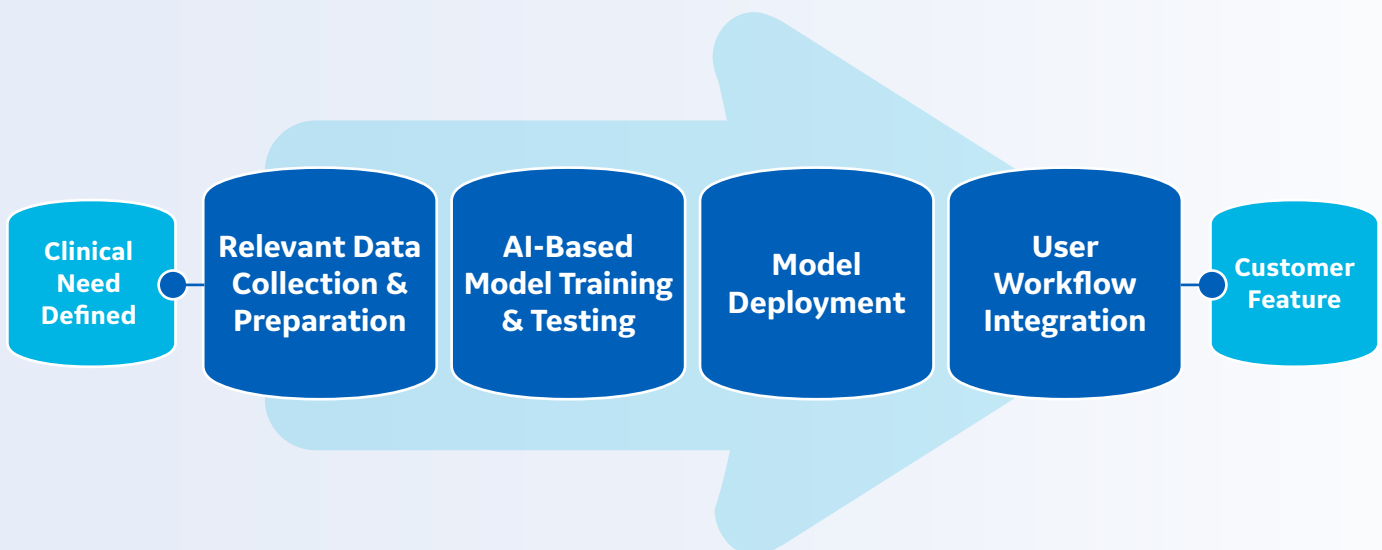 Clinical
Need
Defined
Relevant Data
Collection &
Preparation
AI-Based
Model Training
& Testing
Model
Deployment
User
Workflow
Integration
Customer
Feature